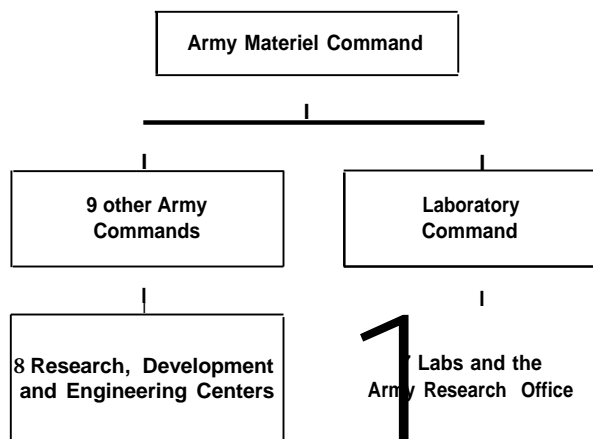 Army Materiel Command
9 other Army
Commands
Laboratory
Command
8 Research, Development
and Engineering Centers
1
Labs and the
Army Research Office